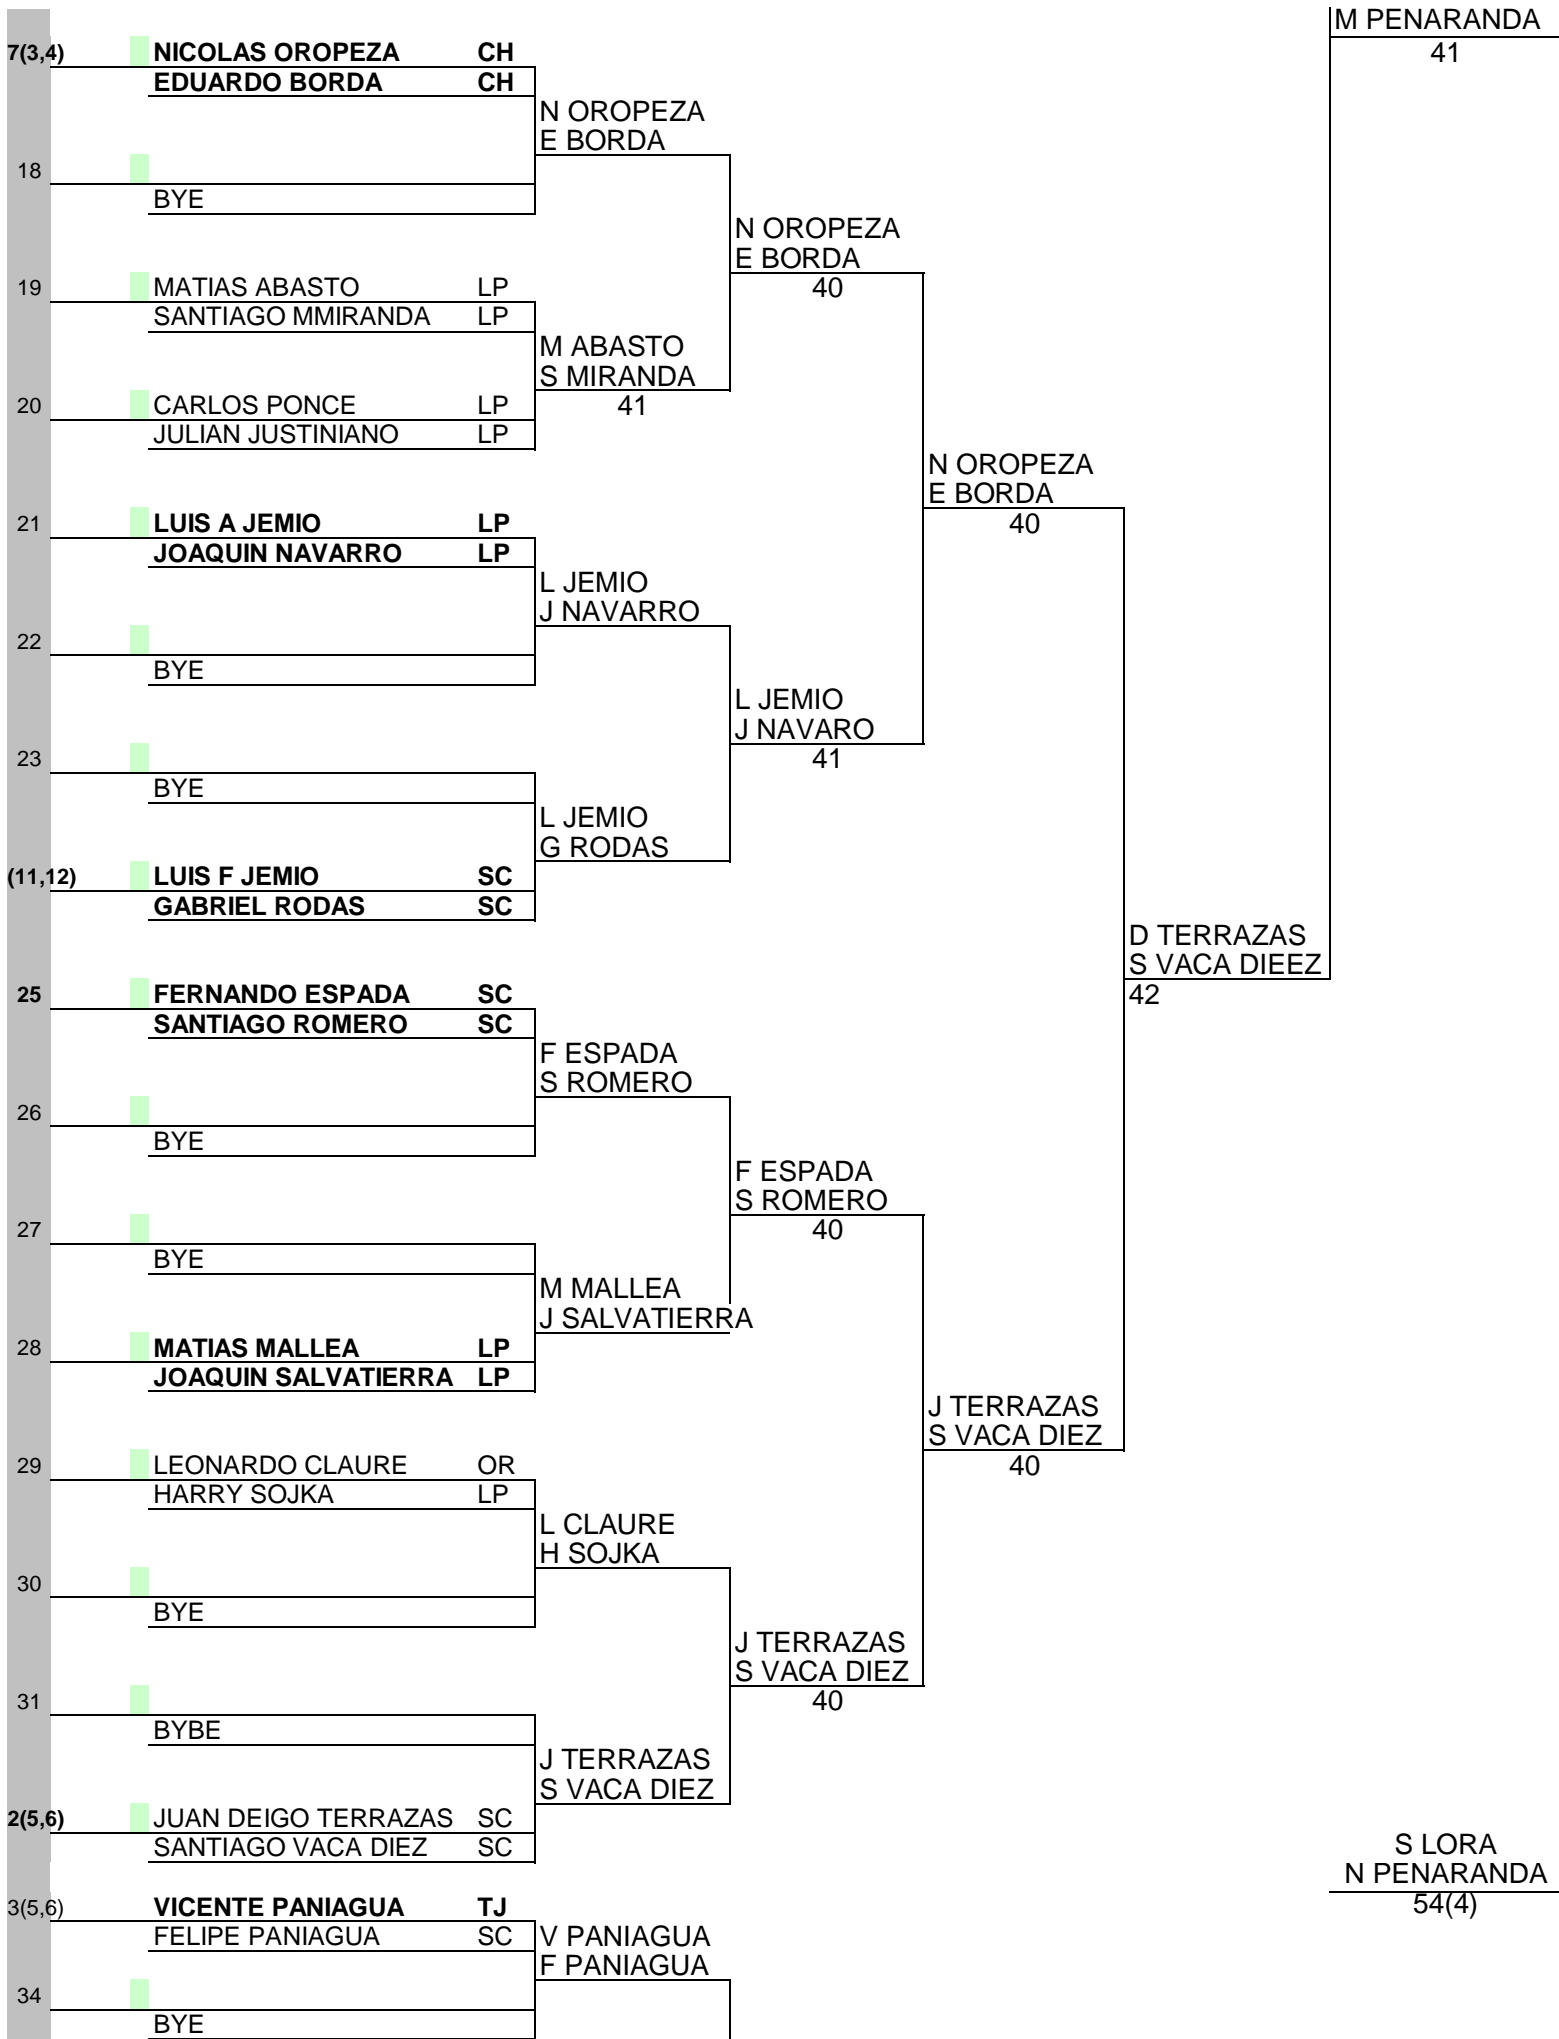 M PENARANDA
41
7(3,4) NICOLAS OROPEZA CH
EDUARDO BORDA CH
N OROPEZA
E BORDA
18
BYE
N OROPEZA
E BORDA
40
19 MATIAS ABASTO LP
SANTIAGO MMIRANDA LP
M ABASTO
S MIRANDA
41
20 CARLOS PONCE LP
JULIAN JUSTINIANO LP
N OROPEZA
E BORDA
40
21 LUIS A JEMIO LP
JOAQUIN NAVARRO LP
L JEMIO
J NAVARRO
22
BYE
L JEMIO
J NAVARO
41
23
BYE
L JEMIO
G RODAS
(11,12) LUIS F JEMIO SC
GABRIEL RODAS SC
D TERRAZAS
S VACA DIEEZ
42
25 FERNANDO ESPADA SC
SANTIAGO ROMERO SC
F ESPADA
S ROMERO
26
BYE
F ESPADA
S ROMERO
40
27
BYE
M MALLEA
J SALVATIERRA
28 MATIAS MALLEA LP
JOAQUIN SALVATIERRA LP
J TERRAZAS
S VACA DIEZ
40
29 LEONARDO CLAURE OR
HARRY SOJKA LP
L CLAURE
H SOJKA
30
BYE
J TERRAZAS
S VACA DIEZ
40
31
BYBE
J TERRAZAS
S VACA DIEZ
2(5,6) JUAN DEIGO TERRAZAS SC
SANTIAGO VACA DIEZ SC
S LORA
N PENARANDA
54(4)
3(5,6) VICENTE PANIAGUA TJ
FELIPE PANIAGUA SC
V PANIAGUA
F PANIAGUA
34
BYE